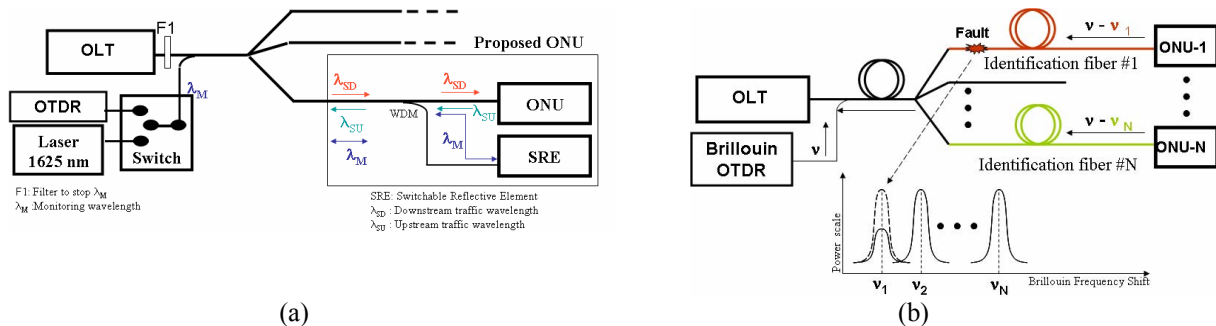 F1
OLT
Proposed ONU
λM
OTDR
Laser
1625 nm
Switch
λSD
λSD
ONU
λSU
WDM
λSU
λM
λM
SRE
F1: Filter to stop λM
λM :Monitoring wavelength
SRE: Switchable Reflective Element
λSD : Downstream traffic wavelength
λSU : Upstream traffic wavelength
(a)
Fault
ν - ν1
ONU-1
Identification fiber #1
OLT
ν - νN
ν
Brillouin
OTDR
ONU-N
Identification fiber #N
Power scale
ν1
ν2
νN
Brillouin Frequency Shift
(b)